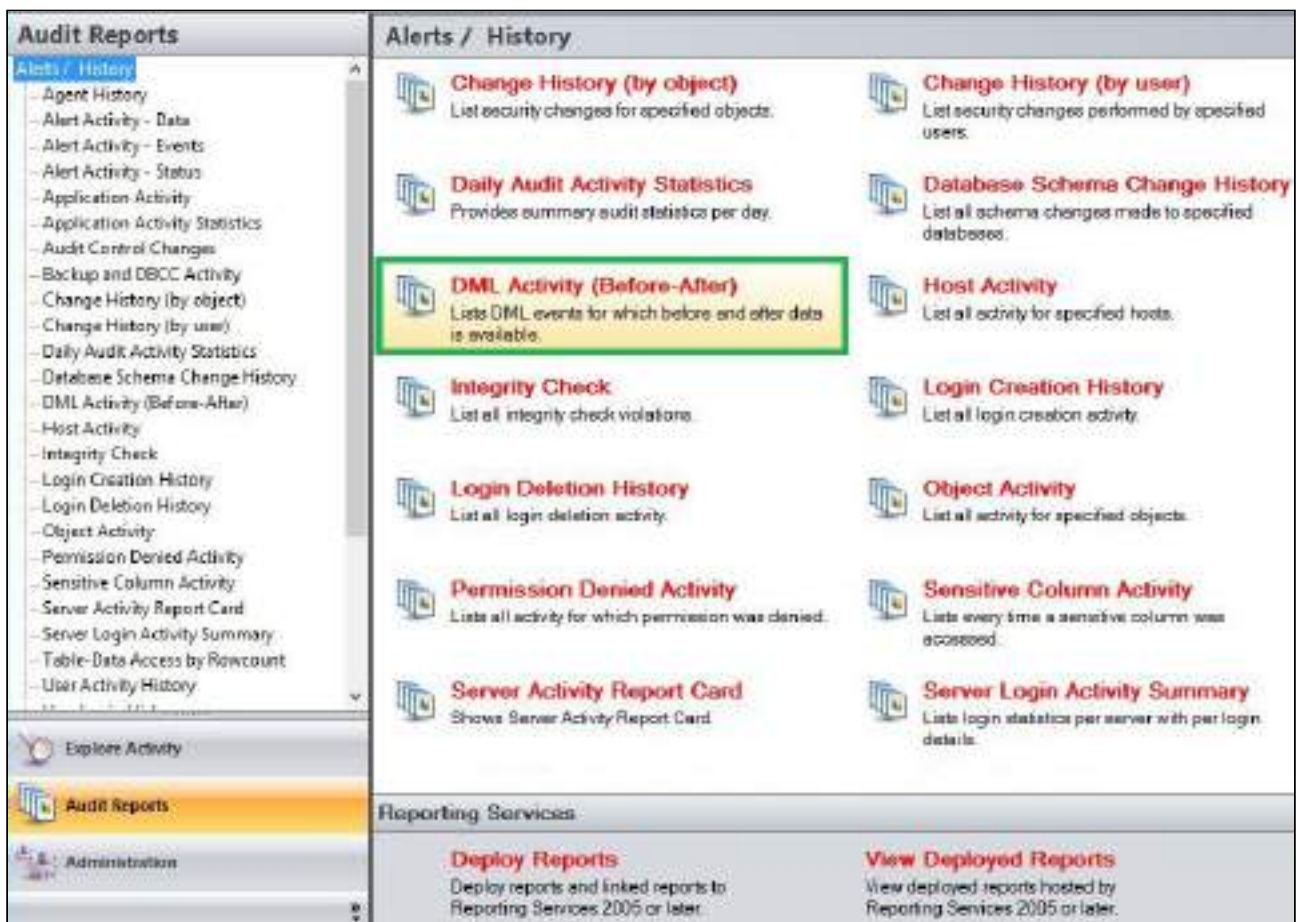 Audit Reports
Alerts / History
Agent History
Alert Activity - Data
Alert Activity - Events
Alert Activity - Status
Application Activity
Application Activity Statistics
Audit Control Changes
Backup and DBCC Activity
Change History (by object)
Change History (by user)
Daily Audit Activity Statistics
Database Schema Change History
DML Activity (Before-After)
Host Activity
Integrity Check
Login Creation History
Login Deletion History
Object Activity
Permission Denied Activity
Sensitive Column Activity
Server Activity Report Card
Server Login Activity Summary
Table-Data Access by Rowcount
User Activity History
Explore Activity
Audit Reports
Administration
Alerts / History
Change History (by object)
List security changes for specified objects.
Change History (by user)
List security changes performed by specified
users.
Daily Audit Activity Statistics
Provides summary audit statistics per day.
Database Schema Change History
List all schema changes made to specified
databases.
DML Activity (Before-After)
Lists DML events for which before and after data
is available.
Host Activity
List all activity for specified hosts.
Integrity Check
List all integrity check violations.
Login Creation History
List all login creation activity.
Login Deletion History
List all login deletion activity.
Object Activity
List all activity for specified objects.
Permission Denied Activity
Lists all activity for which permission was denied.
Sensitive Column Activity
Lists every time a sensitive column was
accessed.
Server Activity Report Card
Shows Server Activity Report Card
Server Login Activity Summary
Lists login statistics per server with per login
details.
Reporting Services
Deploy Reports
Deploy reports and linked reports to
Reporting Services 2005 or later.
View Deployed Reports
View deployed reports hosted by
Reporting Services 2005 or later.